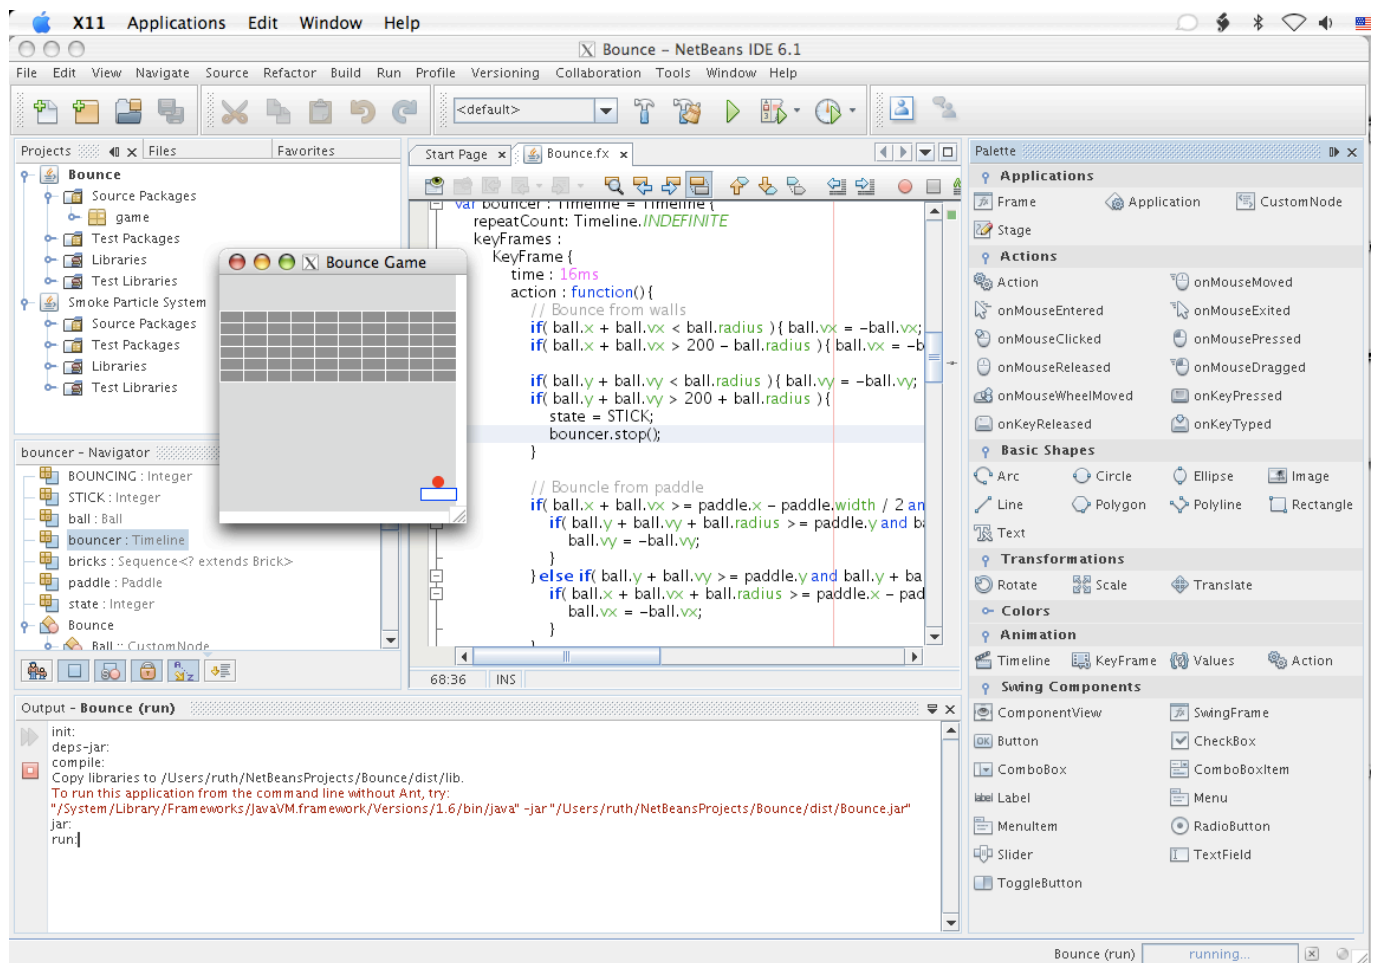 X11 Applications Edit Window Help
Bounce – NetBeans IDE 6.1
File Edit View Navigate Source Refactor Build Run Profile Versioning Collaboration Tools Window Help
<default>
Projects Files Favorites
Bounce
Source Packages
game
Test Packages
Libraries
Test Libraries
Smoke Particle System
Source Packages
Test Packages
Libraries
Test Libraries
Bounce Game
bouncer – Navigator
BOUNCING : Integer
STICK : Integer
ball : Ball
bouncer : Timeline
bricks : Sequence<? extends Brick>
paddle : Paddle
state : Integer
Bounce
Ball :: CustomNode
Start Page Bounce.fx
var bouncer : Timeline = Timeline {
repeatCount: Timeline.INDEFINITE
keyFrames :
KeyFrame {
time : 16ms
action : function(){
// Bounce from walls
if( ball.x + ball.vx < ball.radius ){ ball.vx = –ball.vx;
if( ball.x + ball.vx > 200 – ball.radius ){ ball.vx = –b
if( ball.y + ball.vy < ball.radius ){ ball.vy = –ball.vy;
if( ball.y + ball.vy > 200 + ball.radius ){
state = STICK;
bouncer.stop();
}
// Bouncle from paddle
if( ball.x + ball.vx >= paddle.x – paddle.width / 2 an
if( ball.y + ball.vy + ball.radius >= paddle.y and ba
ball.vy = –ball.vy;
}
}else if( ball.y + ball.vy >= paddle.y and ball.y + ba
if( ball.x + ball.vx + ball.radius >= paddle.x – pad
ball.vx = –ball.vx;
}
68:36 INS
Palette
Applications
Frame Application CustomNode
Stage
Actions
Action onMouseMoved
onMouseEntered onMouseExited
onMouseClicked onMousePressed
onMouseReleased onMouseDragged
onMouseWheelMoved onKeyPressed
onKeyReleased onKeyTyped
Basic Shapes
Arc Circle Ellipse Image
Line Polygon Polyline Rectangle
Text
Transformations
Rotate Scale Translate
Colors
Animation
Timeline KeyFrame Values Action
Swing Components
ComponentView SwingFrame
OK Button CheckBox
ComboBox ComboBoxItem
label Label Menu
MenuItem RadioButton
Slider TextField
ToggleButton
Output – Bounce (run)
init:
deps-jar:
compile:
Copy libraries to /Users/ruth/NetBeansProjects/Bounce/dist/lib.
To run this application from the command line without Ant, try:
"/System/Library/Frameworks/JavaVM.framework/Versions/1.6/bin/java" -jar "/Users/ruth/NetBeansProjects/Bounce/dist/Bounce.jar"
jar:
run:
Bounce (run) running...